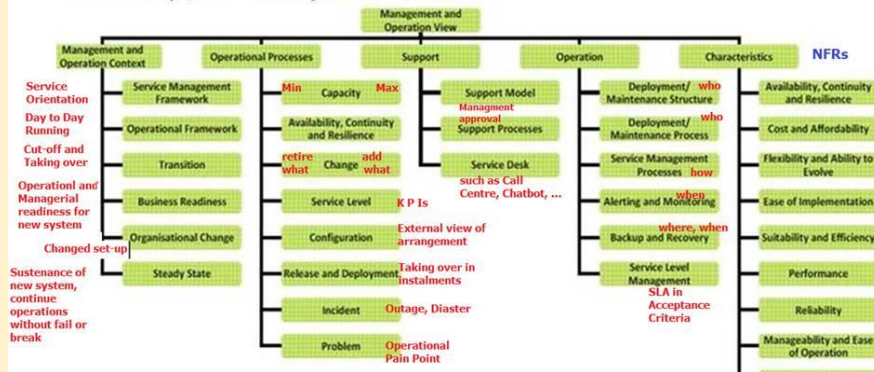 Management and
Operation View
Management and
Operation Context
Operational Processes
Support
Operation
Characteristics
NFRs
Service
Orientation
Service Management
Framework
Day to Day
Running
Operational Framework
Cut-off and
Taking over
Transition
Operationl and
Managerial
readiness for
new system
Business Readiness
Organisational Change
Changed set-up
Steady State
Sustenance of
new system,
continue
operations
without fail or
break
Min
Capacity
Max
Availability, Continuity
and Resilience
retire
what
Change
add
what
Service Level
K P Is
Configuration
External view of
arrangement
Release and Deployment
Taking over in
instalments
Incident
Outage, Diaster
Problem
Operational
Pain Point
Support Model
Managment
approval
Support Processes
Service Desk
such as Call
Centre, Chatbot, ...
Deployment/
Maintenance Structure
who
Deployment/
Maintenance Process
who
Service Management
Processes
how
Alerting and Monitoring
when
Backup and Recovery
where, when
Service Level
Management
SLA in
Acceptance
Criteria
Availability, Continuity
and Resilience
Cost and Affordability
Flexibility and Ability to
Evolve
Ease of Implementation
Suitability and Efficiency
Performance
Reliability
Manageability and Ease
of Operation